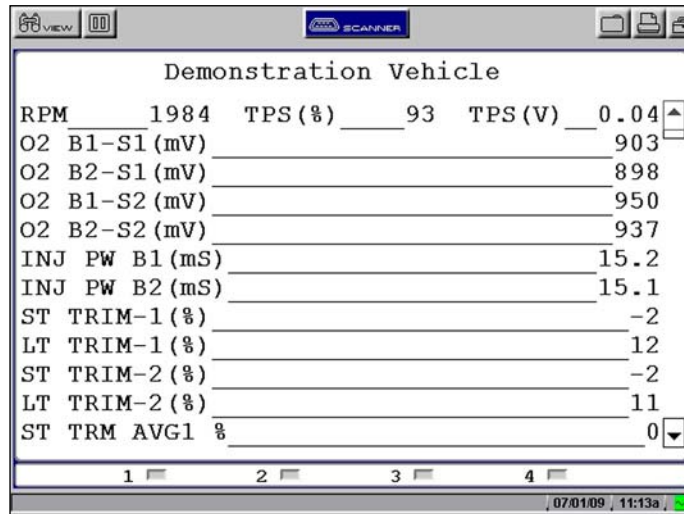 VIEW SCANNER
Demonstration Vehicle
RPM 1984 TPS(%) 93 TPS(V) 0.04
O2 B1-S1(mV) 903
O2 B2-S1(mV) 898
O2 B1-S2(mV) 950
O2 B2-S2(mV) 937
INJ PW B1(mS) 15.2
INJ PW B2(mS) 15.1
ST TRIM-1(%) -2
LT TRIM-1(%) 12
ST TRIM-2(%) -2
LT TRIM-2(%) 11
ST TRM AVG1 % 0
1 2 3 4
07/01/09 11:13a